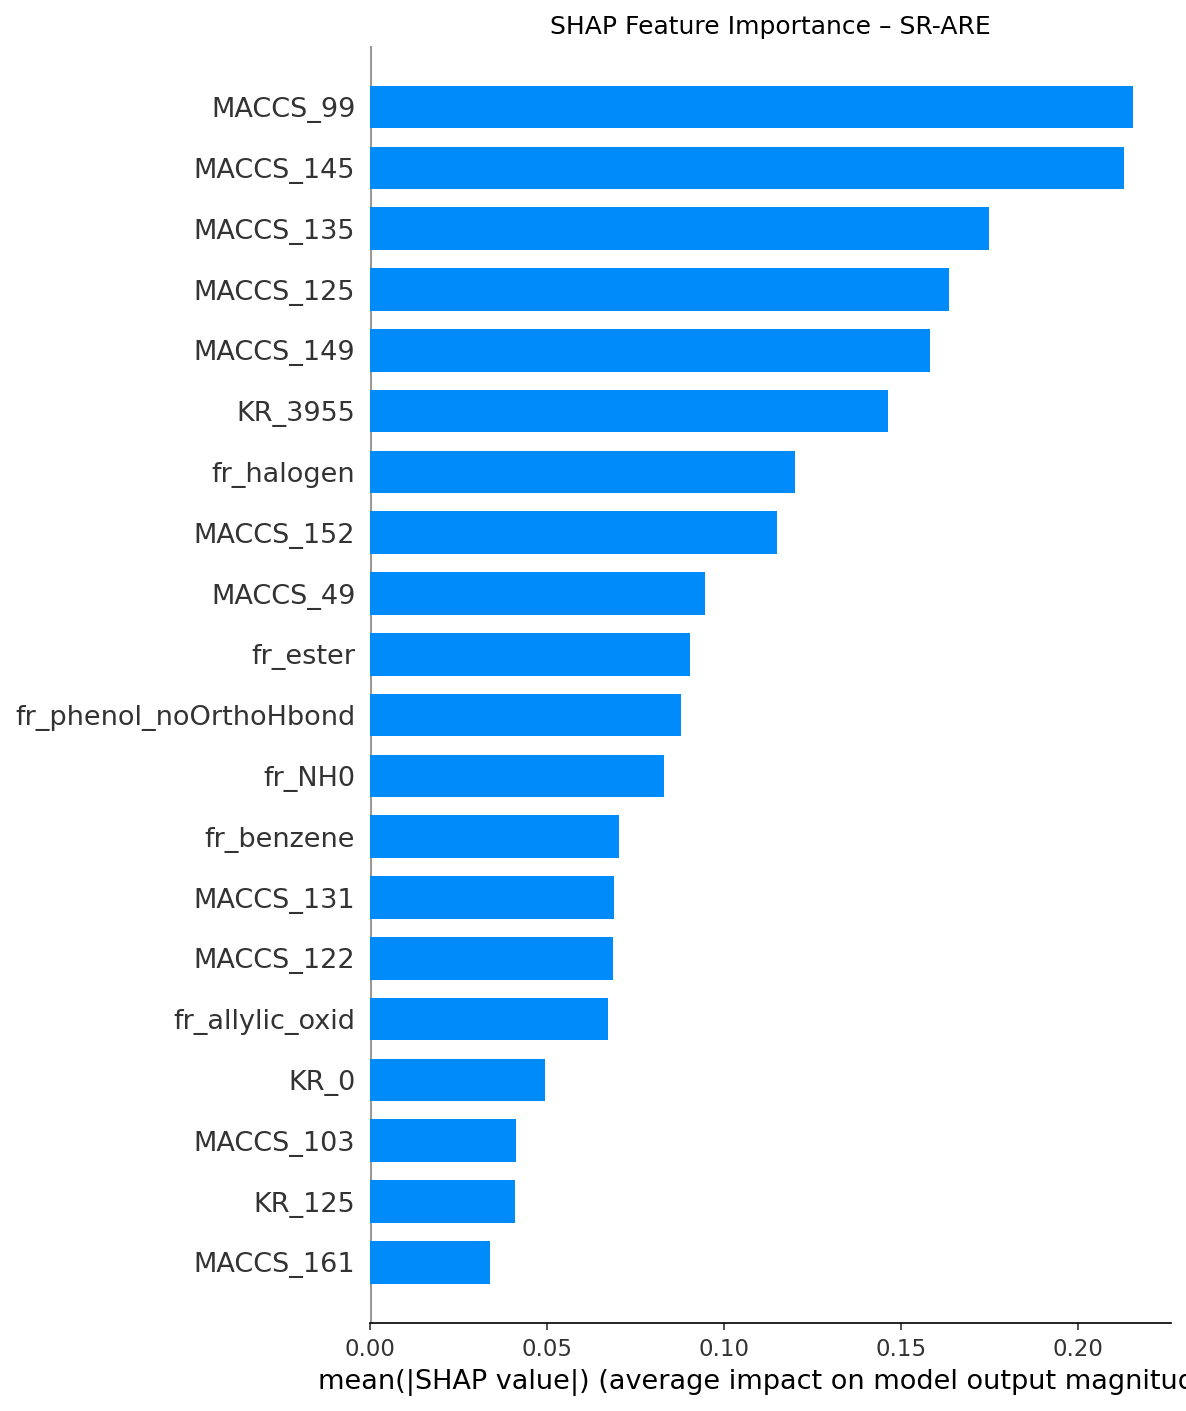 SHAP Feature Importance – SR-ARE
MACCS_99
MACCS_145
MACCS_135
MACCS_125
MACCS_149
KR_3955
fr_halogen
MACCS_152
MACCS_49
fr_ester
fr_phenol_noOrthoHbond
fr_NH0
fr_benzene
MACCS_131
MACCS_122
fr_allylic_oxid
KR_0
MACCS_103
KR_125
MACCS_161
0.00 0.05 0.10 0.15 0.20
mean(|SHAP value|) (average impact on model output magnitud